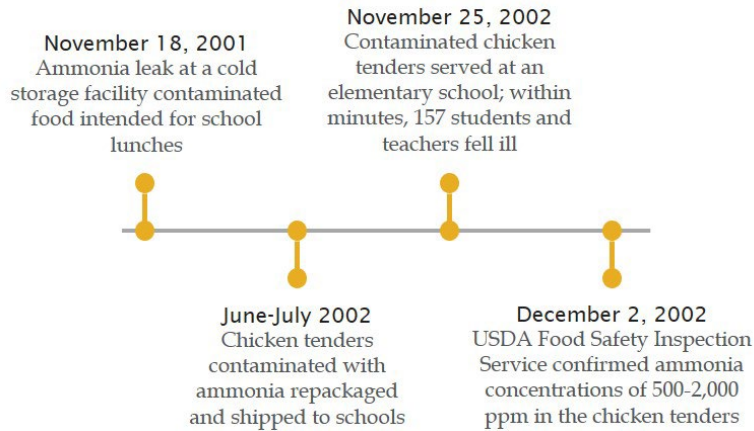 November 18, 2001
Ammonia leak at a cold
storage facility contaminated
food intended for school
lunches
June-July 2002
Chicken tenders
contaminated with
ammonia repackaged
and shipped to schools
November 25, 2002
Contaminated chicken
tenders served at an
elementary school; within
minutes, 157 students and
teachers fell ill
December 2, 2002
USDA Food Safety Inspection
Service confirmed ammonia
concentrations of 500-2,000
ppm in the chicken tenders